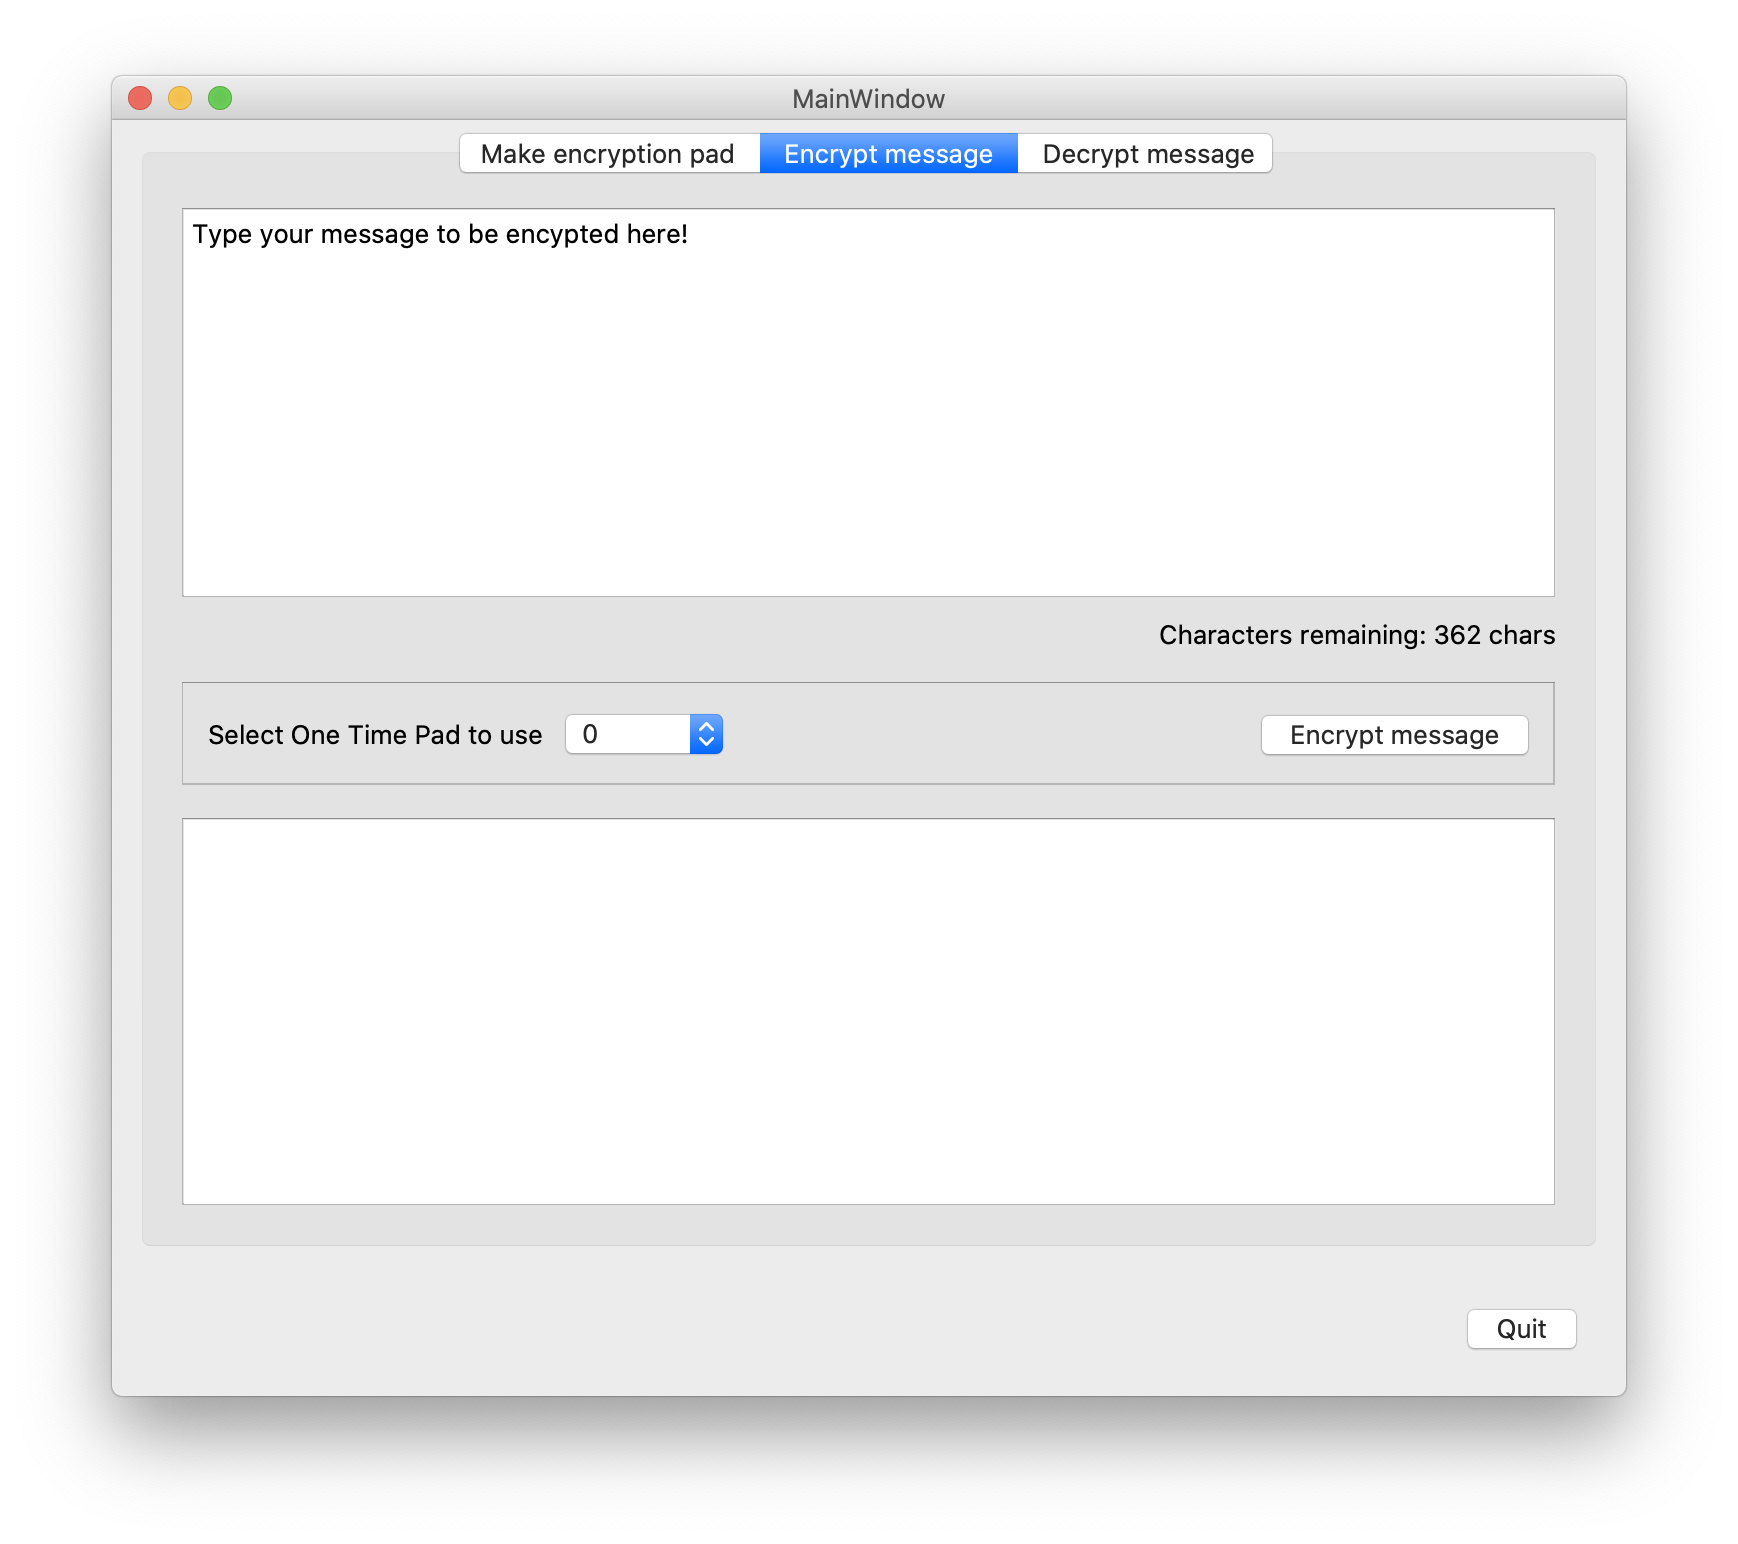 MainWindow
Make encryption pad
Encrypt message
Decrypt message
Type your message to be encypted here!
Characters remaining: 362 chars
Select One Time Pad to use
0
Encrypt message
Quit